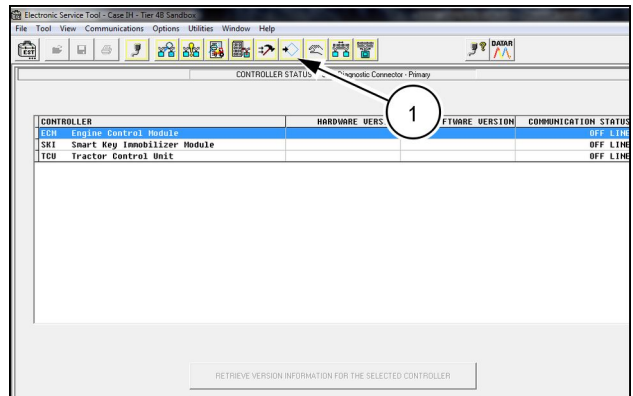 Electronic Service Tool - Case IH - Tier 4B Sandbox
File Tool View Communications Options Utilities Window Help
EST DATAR
CONTROLLER STATUS Diagnostic Connector - Primary
1
CONTROLLER HARDWARE VERS FTWARE VERSION COMMUNICATION STATUS
ECM Engine Control Module OFF LINE
SKI Smart Key Immobilizer Module OFF LINE
TCU Tractor Control Unit OFF LINE
RETRIEVE VERSION INFORMATION FOR THE SELECTED CONTROLLER